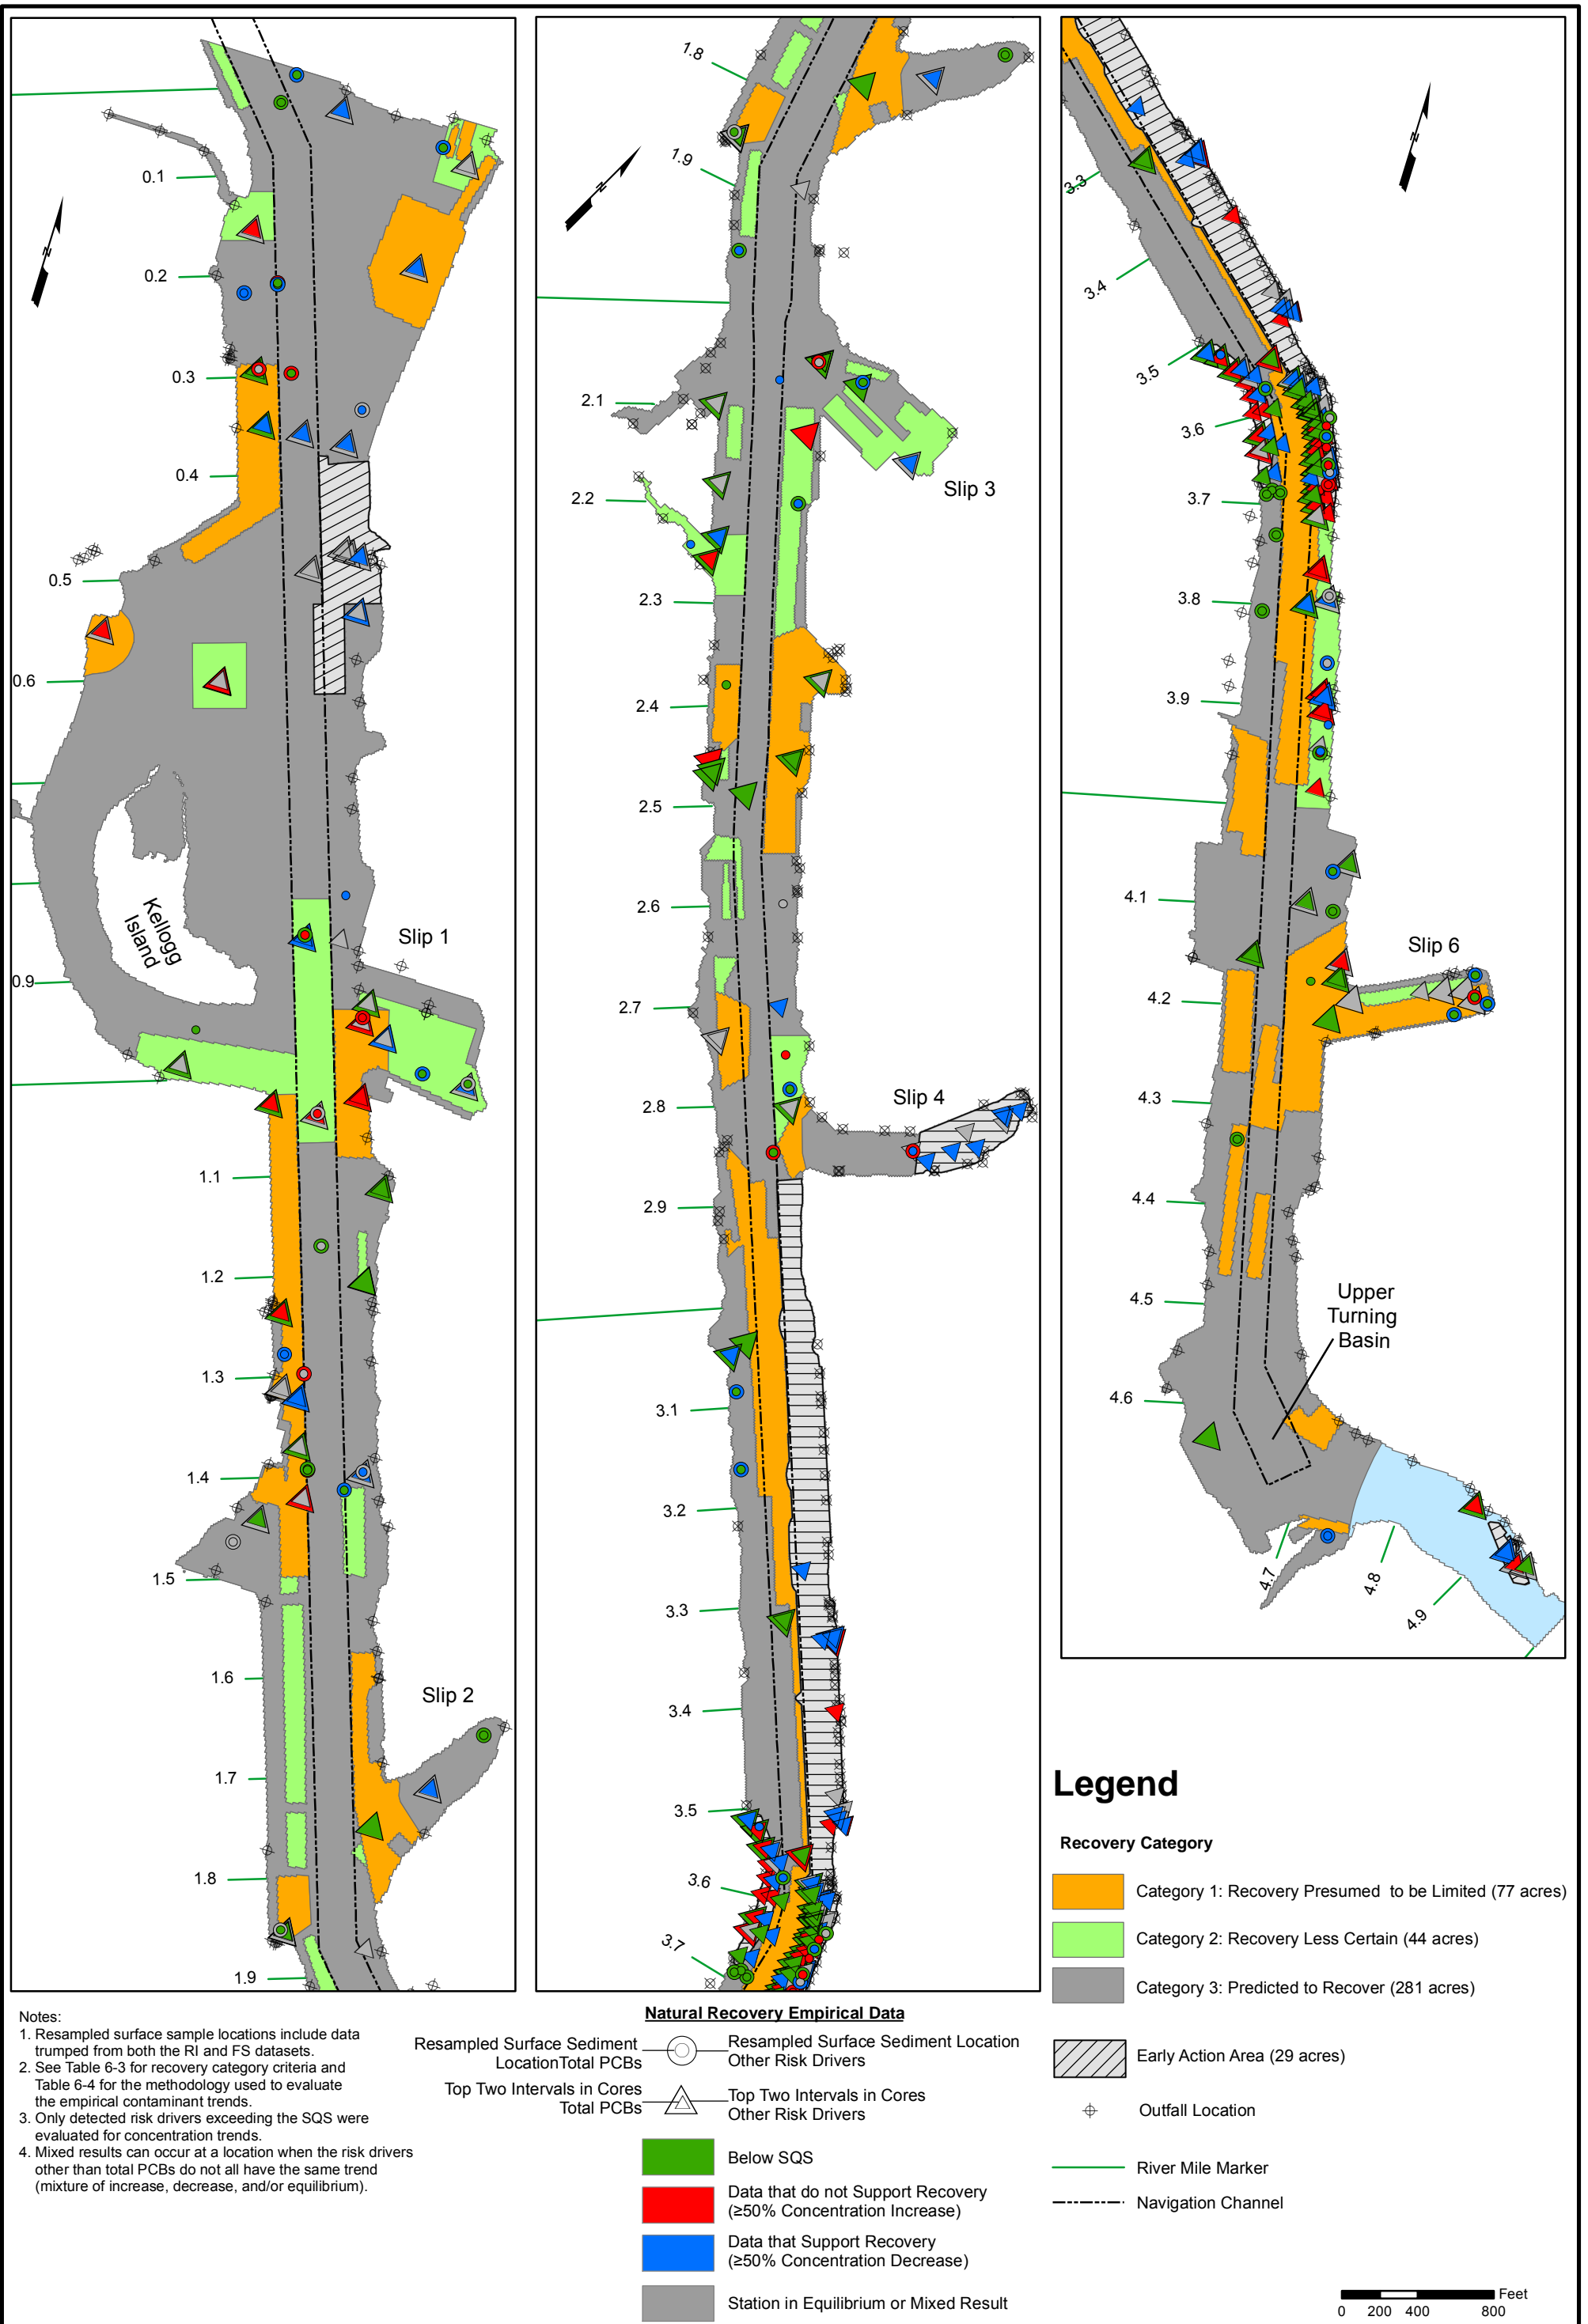 0.1
0.2
0.3
0.4
0.5
0.6
0.9
1.1
1.2
1.3
1.4
1.5
1.6
1.7
1.8
1.9
N
Kellogg
Island
Slip 1
Slip 2
1.8
1.9
2.1
2.2
2.3
2.4
2.5
2.6
2.7
2.8
2.9
3.1
3.2
3.3
3.4
3.5
3.6
3.7
N
Slip 3
Slip 4
3.3
3.4
3.5
3.6
3.7
3.8
3.9
4.1
4.2
4.3
4.4
4.5
4.6
4.7
4.8
4.9
N
Slip 6
Upper
Turning
Basin
Legend
Recovery Category
Category 1: Recovery Presumed to be Limited (77 acres)
Category 2: Recovery Less Certain (44 acres)
Category 3: Predicted to Recover (281 acres)
Early Action Area (29 acres)
Outfall Location
River Mile Marker
Navigation Channel
Notes:
1. Resampled surface sample locations include data
trumped from both the RI and FS datasets.
2. See Table 6-3 for recovery category criteria and
Table 6-4 for the methodology used to evaluate
the empirical contaminant trends.
3. Only detected risk drivers exceeding the SQS were
evaluated for concentration trends.
4. Mixed results can occur at a location when the risk drivers
other than total PCBs do not all have the same trend
(mixture of increase, decrease, and/or equilibrium).
Natural Recovery Empirical Data
Resampled Surface Sediment
LocationTotal PCBs
Resampled Surface Sediment Location
Other Risk Drivers
Top Two Intervals in Cores
Total PCBs
Top Two Intervals in Cores
Other Risk Drivers
Below SQS
Data that do not Support Recovery
(≥50% Concentration Increase)
Data that Support Recovery
(≥50% Concentration Decrease)
Station in Equilibrium or Mixed Result
Feet
0 200 400 800